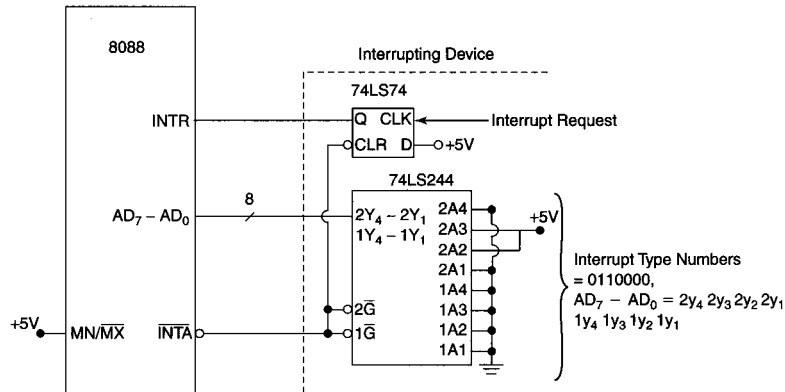 8088
Interrupting Device
74LS74
INTR
Q CLK
Interrupt Request
CLR D
+5V
74LS244
8
AD₇ – AD₀
2Y₄ – 2Y₁
1Y₄ – 1Y₁
2A4
2A3
2A2
2A1
1A4
1A3
1A2
1A1
+5V
Interrupt Type Numbers
= 0110000,
AD₇ – AD₀ = 2y₄ 2y₃ 2y₂ 2y₁
1y₄ 1y₃ 1y₂ 1y₁
2G̅
1G̅
+5V
MN/M̅X̅
I̅N̅T̅A̅